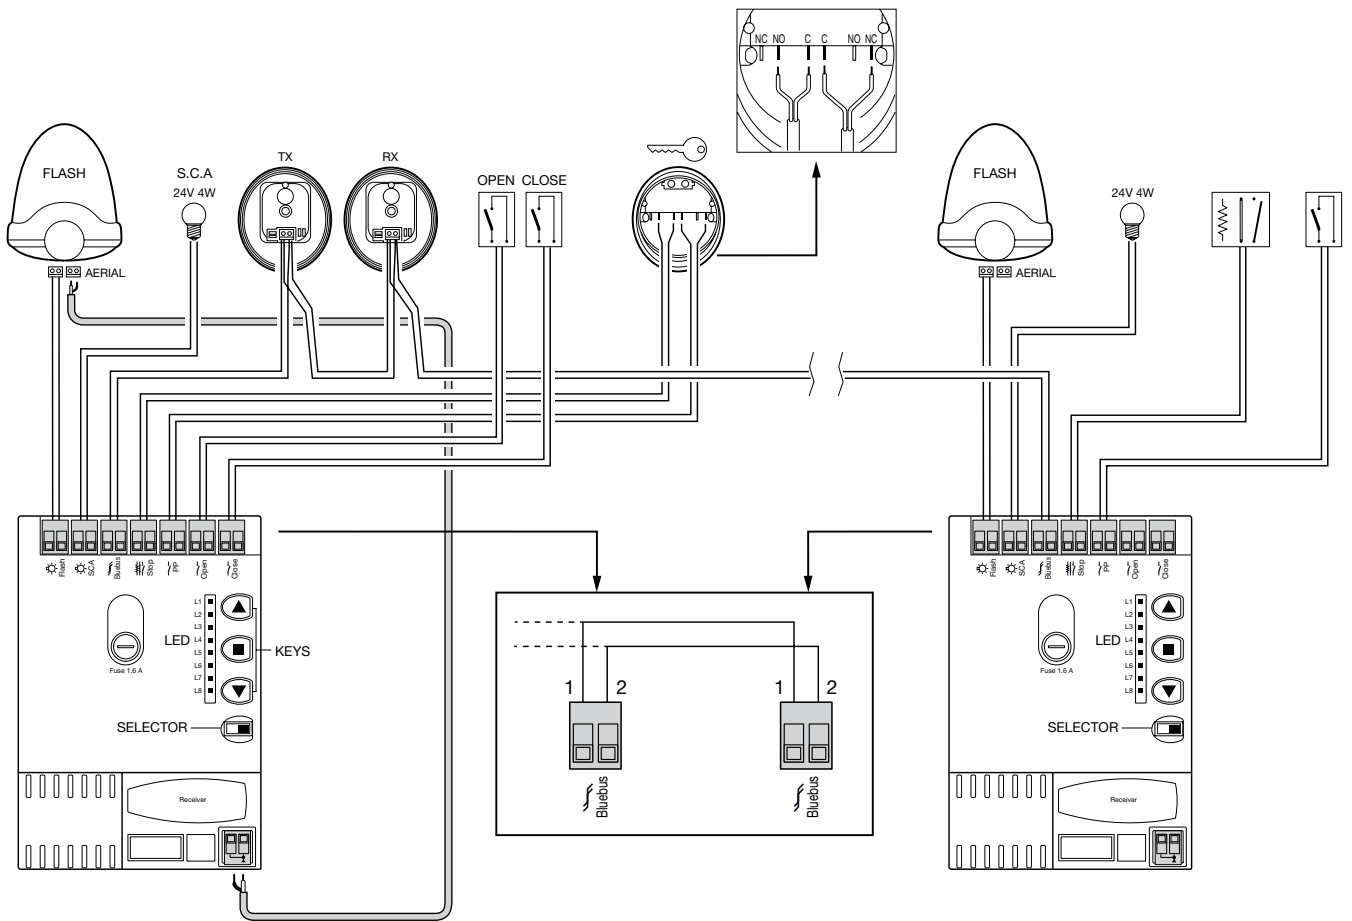 NC NO C C NO NC
FLASH
S.C.A
24V 4W
TX
RX
OPEN CLOSE
FLASH
24V 4W
AERIAL
AERIAL
Flash
SCA
Bluebus
Stop
PP
Open
Close
Flash
SCA
Bluebus
Stop
PP
Open
Close
L1
L2
L3
L4
L5
L6
L7
L8
LED
KEYS
Fuse 1.6 A
SELECTOR
Receiver
1 2
1 2
Bluebus
Bluebus
L1
L2
L3
L4
L5
L6
L7
L8
LED
Fuse 1.6 A
SELECTOR
Receiver